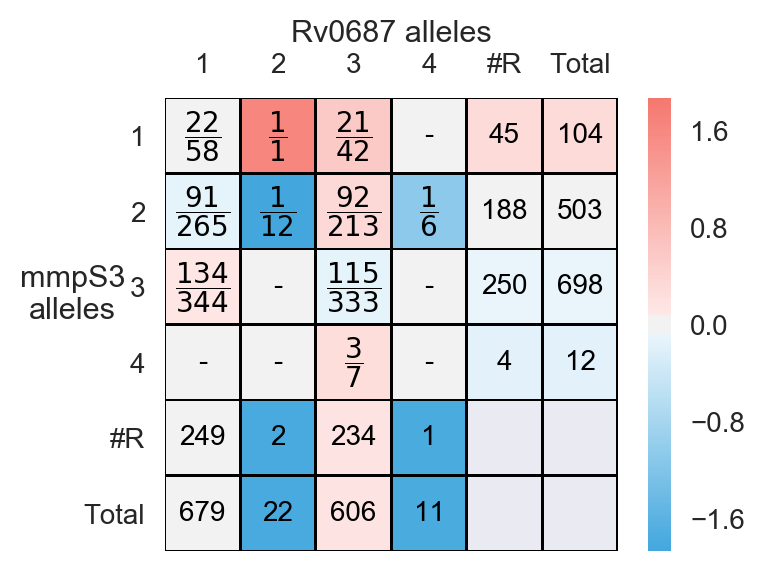 Rv0687 alleles
1 2 3 4 #R Total
1 22/58 1/1 21/42 - 45 104
2 91/265 1/12 92/213 1/6 188 503
mmpS3 alleles
3 134/344 - 115/333 - 250 698
4 - - 3/7 - 4 12
#R 249 2 234 1
Total 679 22 606 11
1.6
0.8
0.0
−0.8
−1.6